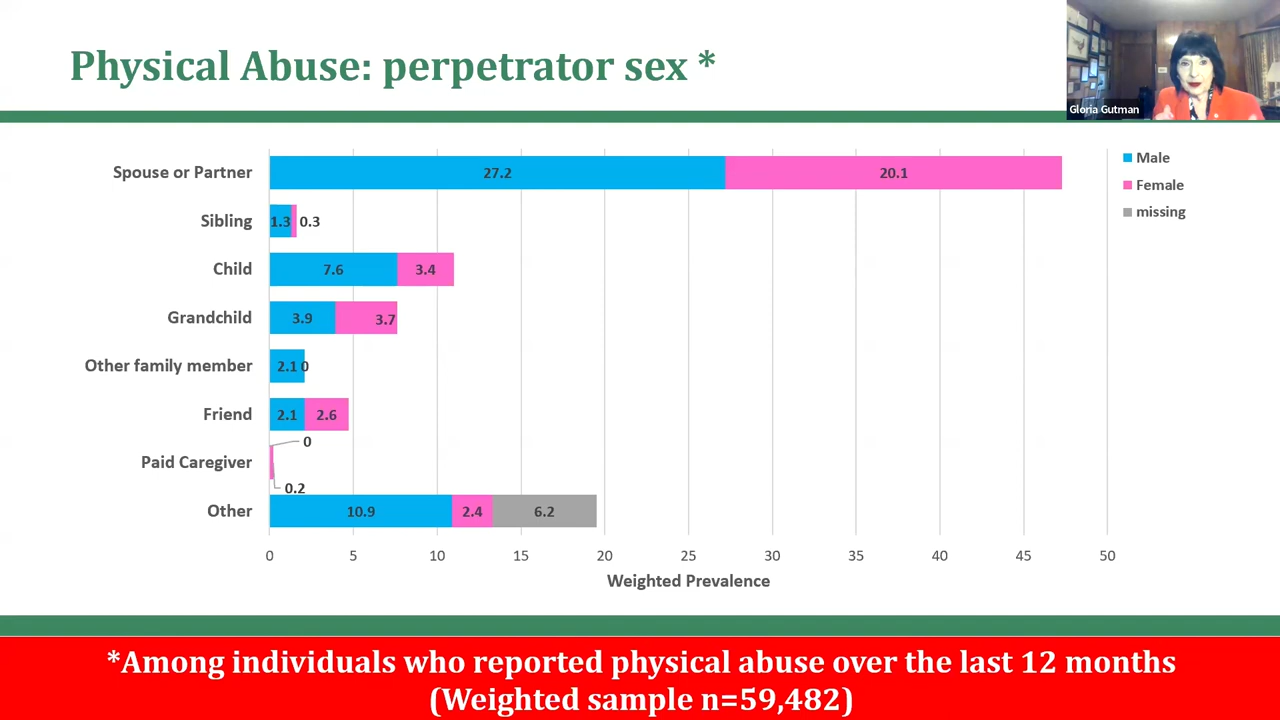 Physical Abuse: perpetrator sex *
Gloria Gutman
Spouse or Partner 27.2 20.1
Sibling 1.3 0.3
Child 7.6 3.4
Grandchild 3.9 3.7
Other family member 2.1 0
Friend 2.1 2.6
Paid Caregiver 0 0.2
Other 10.9 2.4 6.2
0 5 10 15 20 25 30 35 40 45 50
Weighted Prevalence
Male
Female
missing
*Among individuals who reported physical abuse over the last 12 months
(Weighted sample n=59,482)